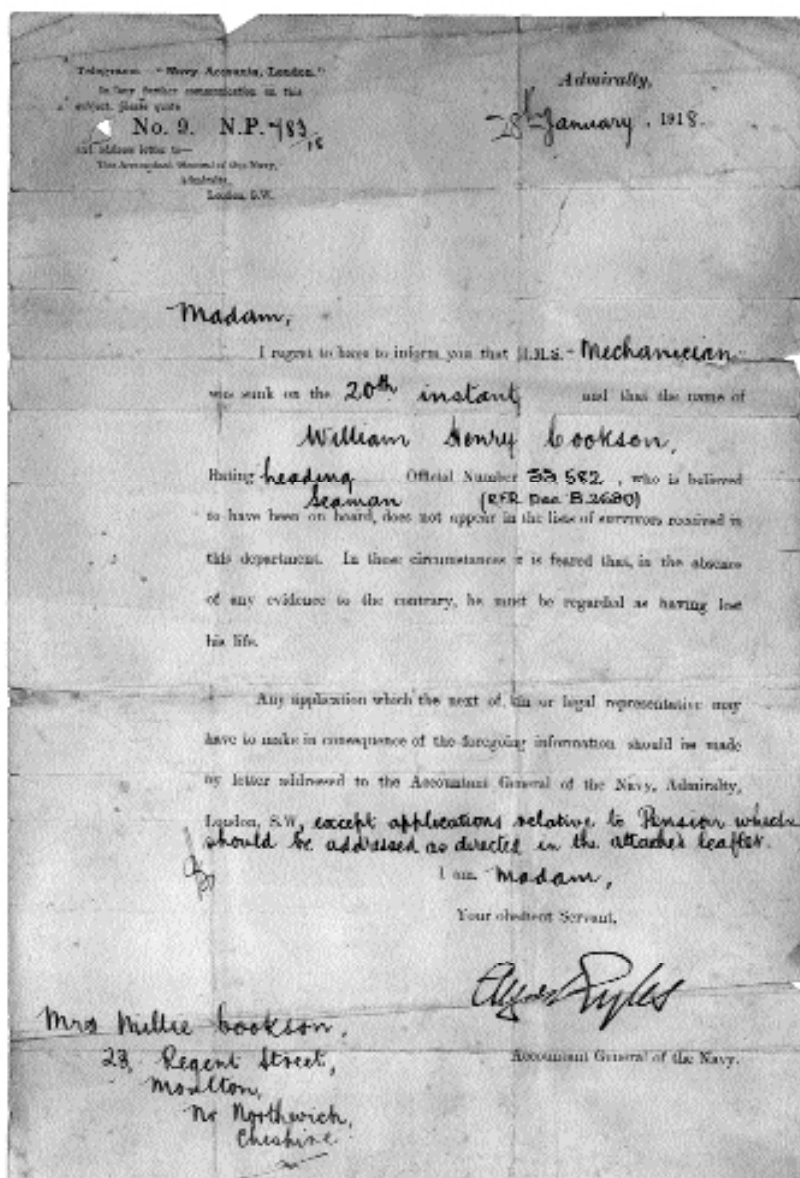 Telegrams "Navy Accounts, London."
In any further communication on this
subject, please quote
No. 9. N.P. 783/18
and address letter to—
The Accountant General of the Navy,
Admiralty,
London, S.W.
Admiralty,
28th January, 1918.
Madam,
I regret to have to inform you that H.M.S. "Mechanician"
was sunk on the 20th instant, and that the name of
William Henry Cookson,
Rating Leading Official Number 33,582, who is believed
Seaman (RFR Dev B.2680)
to have been on board, does not appear in the lists of survivors received in
this department. In these circumstances it is feared that, in the absence
of any evidence to the contrary, he must be regarded as having lost
his life.
Any application which the next of kin or legal representative may
have to make in consequence of the foregoing information should be made
by letter addressed to the Accountant General of the Navy, Admiralty,
London, S.W, except applications relative to Pension which
should be addressed as directed in the attached leaflet.
I am, Madam,
Your obedient Servant,
Accountant General of the Navy.
Mrs Millie Cookson,
23, Regent Street,
Moulton,
Nr Northwich,
Cheshire